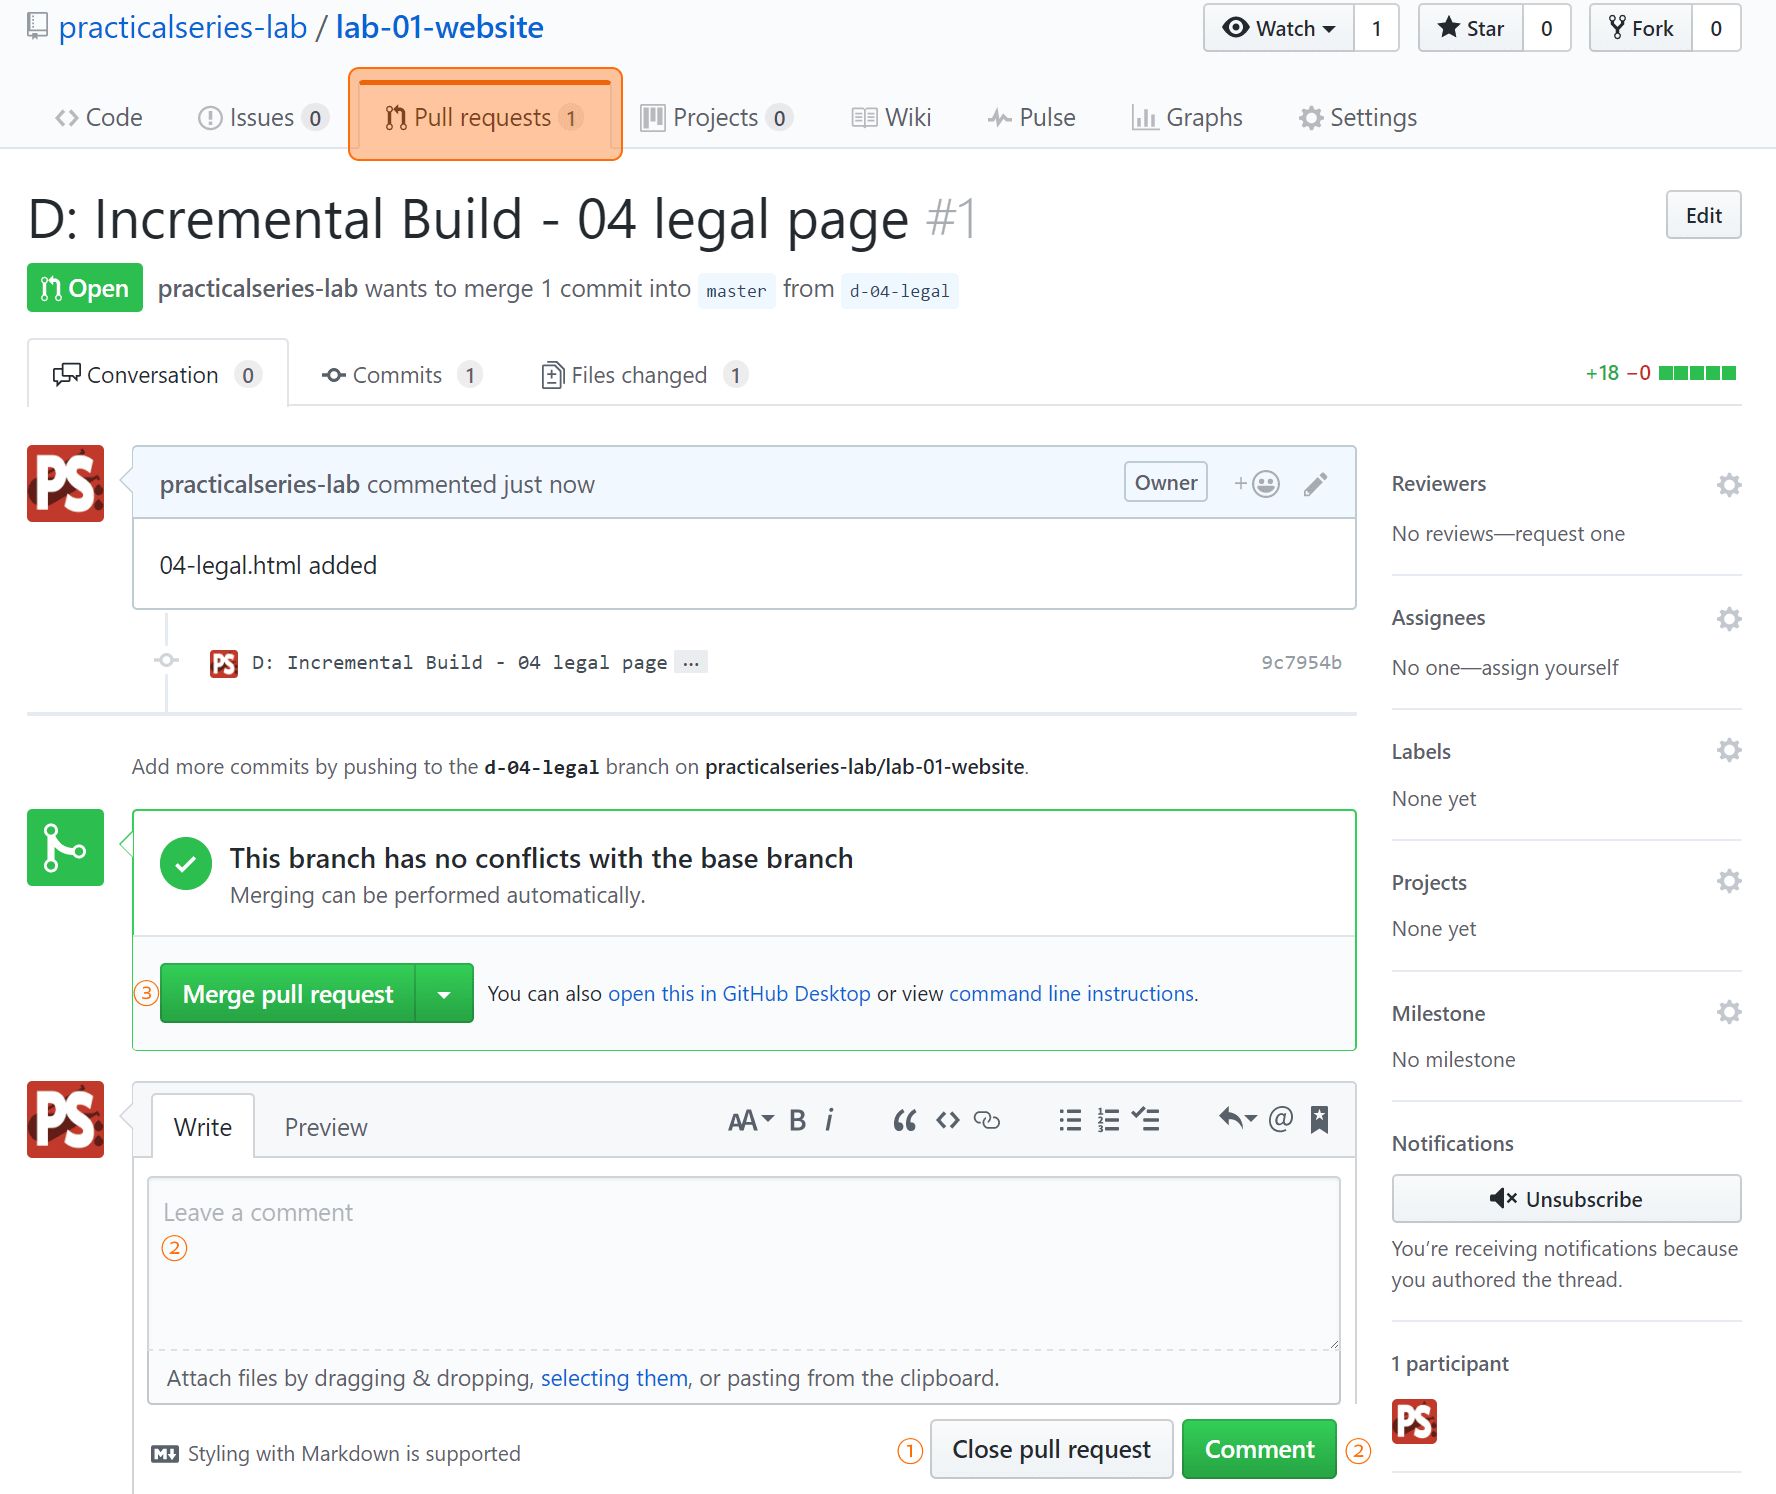 practicalseries-lab / lab-01-website
Watch 1 Star 0 Fork 0
Code Issues 0 Pull requests 1 Projects 0 Wiki Pulse Graphs Settings
D: Incremental Build - 04 legal page #1
Edit
Open practicalseries-lab wants to merge 1 commit into master from d-04-legal
Conversation 0 Commits 1 Files changed 1
+18 −0
PS
practicalseries-lab commented just now
Owner
04-legal.html added
PS D: Incremental Build - 04 legal page ... 9c7954b
Add more commits by pushing to the d-04-legal branch on practicalseries-lab/lab-01-website.
This branch has no conflicts with the base branch
Merging can be performed automatically.
③ Merge pull request You can also open this in GitHub Desktop or view command line instructions.
PS
Write Preview
AA B i
Leave a comment
②
Attach files by dragging & dropping, selecting them, or pasting from the clipboard.
Styling with Markdown is supported
① Close pull request Comment ②
Reviewers
No reviews—request one
Assignees
No one—assign yourself
Labels
None yet
Projects
None yet
Milestone
No milestone
Notifications
Unsubscribe
You’re receiving notifications because
you authored the thread.
1 participant
PS